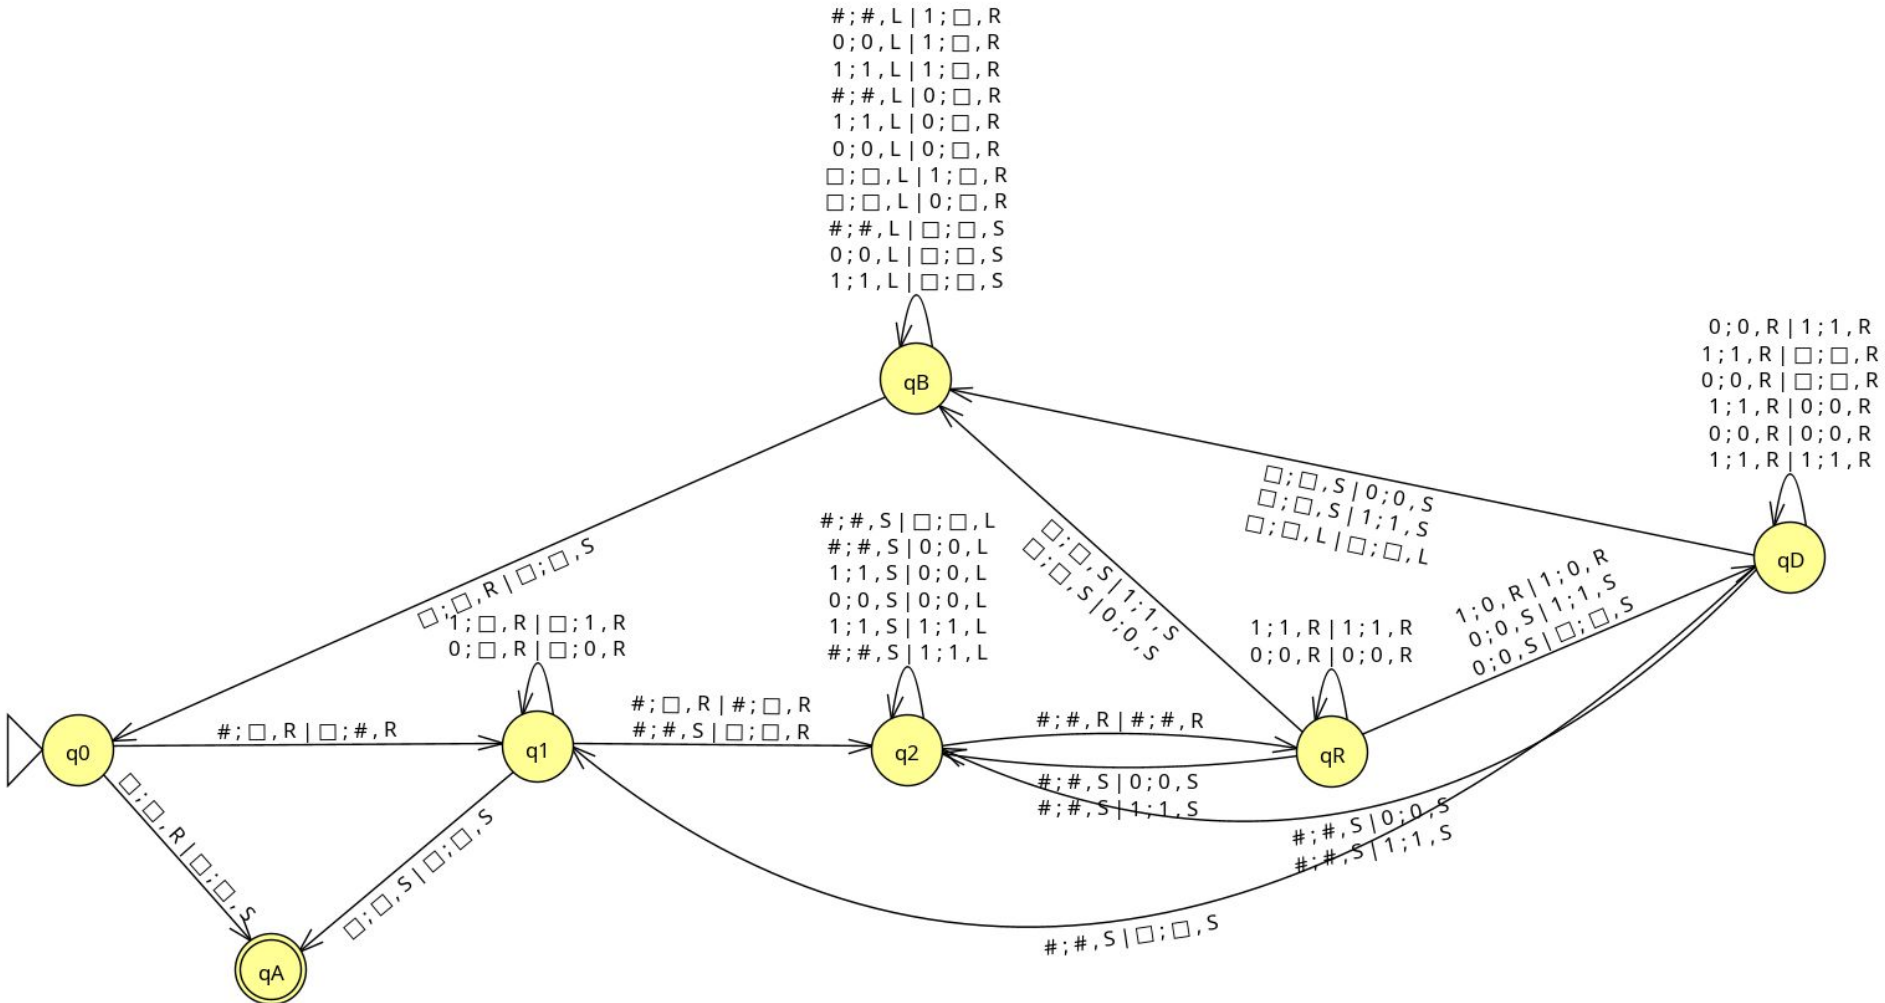 #;#,L|1;□,R
0;0,L|1;□,R
1;1,L|1;□,R
#;#,L|0;□,R
1;1,L|0;□,R
0;0,L|0;□,R
□;□,L|1;□,R
□;□,L|0;□,R
#;#,L|□;□,S
0;0,L|□;□,S
1;1,L|□;□,S
qB
0;0,R|1;1,R
1;1,R|□;□,R
0;0,R|□;□,R
1;1,R|0;0,R
0;0,R|0;0,R
1;1,R|1;1,R
qD
□;□,S|0;0,S
□;□,S|1;1,S
□;□,L|□;□,L
□;□,R|□;□,S
□;□,S|1;1,S
□;□,S|0;0,S
1;0,R|1;0,R
0;0,S|1;1,S
0;0,S|□;□,S
1;□,R|□;1,R
0;□,R|□;0,R
#;#,S|□;□,L
#;#,S|0;0,L
1;1,S|0;0,L
0;0,S|0;0,L
1;1,S|1;1,L
#;#,S|1;1,L
1;1,R|1;1,R
0;0,R|0;0,R
q0
#;□,R|□;#,R
q1
#;□,R|#;□,R
#;#,S|□;□,R
q2
#;#,R|#;#,R
qR
#;#,S|0;0,S
#;#,S|1;1,S
#;#,S|0;0,S
#;#,S|1;1,S
□;□,R|□;□,S
□;□,S|□;□,S
#;#,S|□;□,S
qA